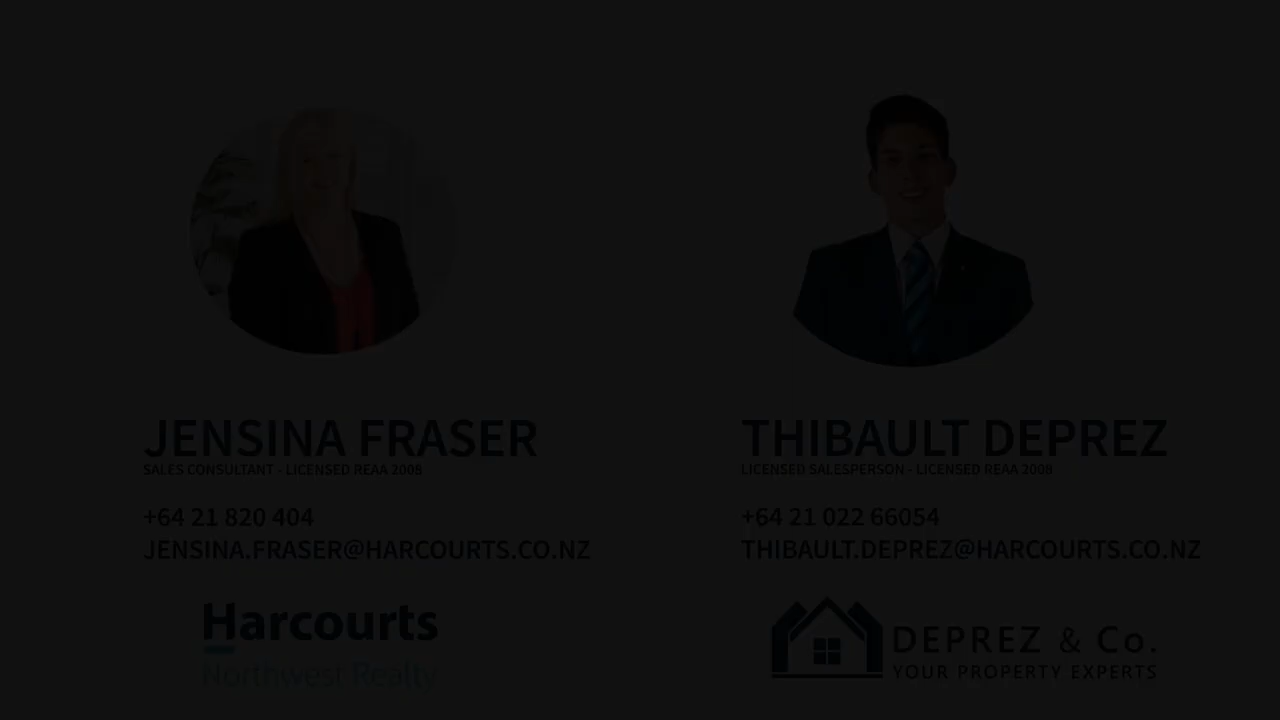 JENSINA FRASER
SALES CONSULTANT - LICENSED REAA 2008
+64 21 820 404
JENSINA.FRASER@HARCOURTS.CO.NZ
Harcourts
Northwest Realty
THIBAULT DEPREZ
LICENSED SALESPERSON - LICENSED REAA 2008
+64 21 022 66054
THIBAULT.DEPREZ@HARCOURTS.CO.NZ
DEPREZ & Co.
YOUR PROPERTY EXPERTS